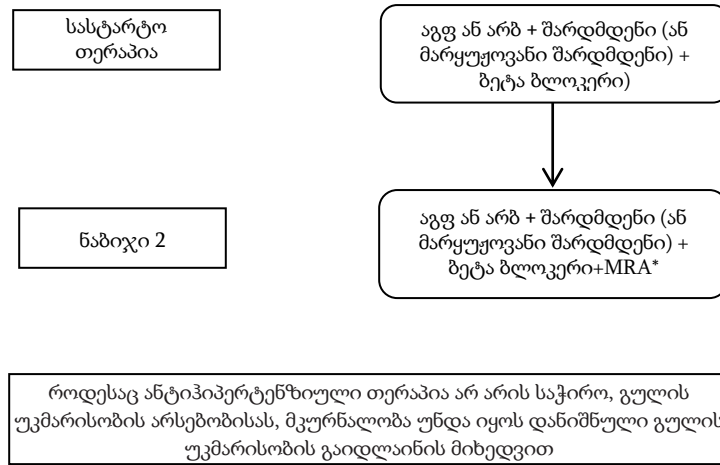 სასტარტო
თერაპია
აგფ ან არბ + შარდმდენი (ან
მარყუჟოვანი შარდმდენი) +
ბეტა ბლოკერი)
ნაბიჯი 2
აგფ ან არბ + შარდმდენი (ან
მარყუჟოვანი შარდმდენი) +
ბეტა ბლოკერი+MRA*
როდესაც ანტიჰიპერტენზიული თერაპია არ არის საჭირო, გულის
უკმარისობის არსებობისას, მკურნალობა უნდა იყოს დანიშნული გულის
უკმარისობის გაიდლაინის მიხედვით